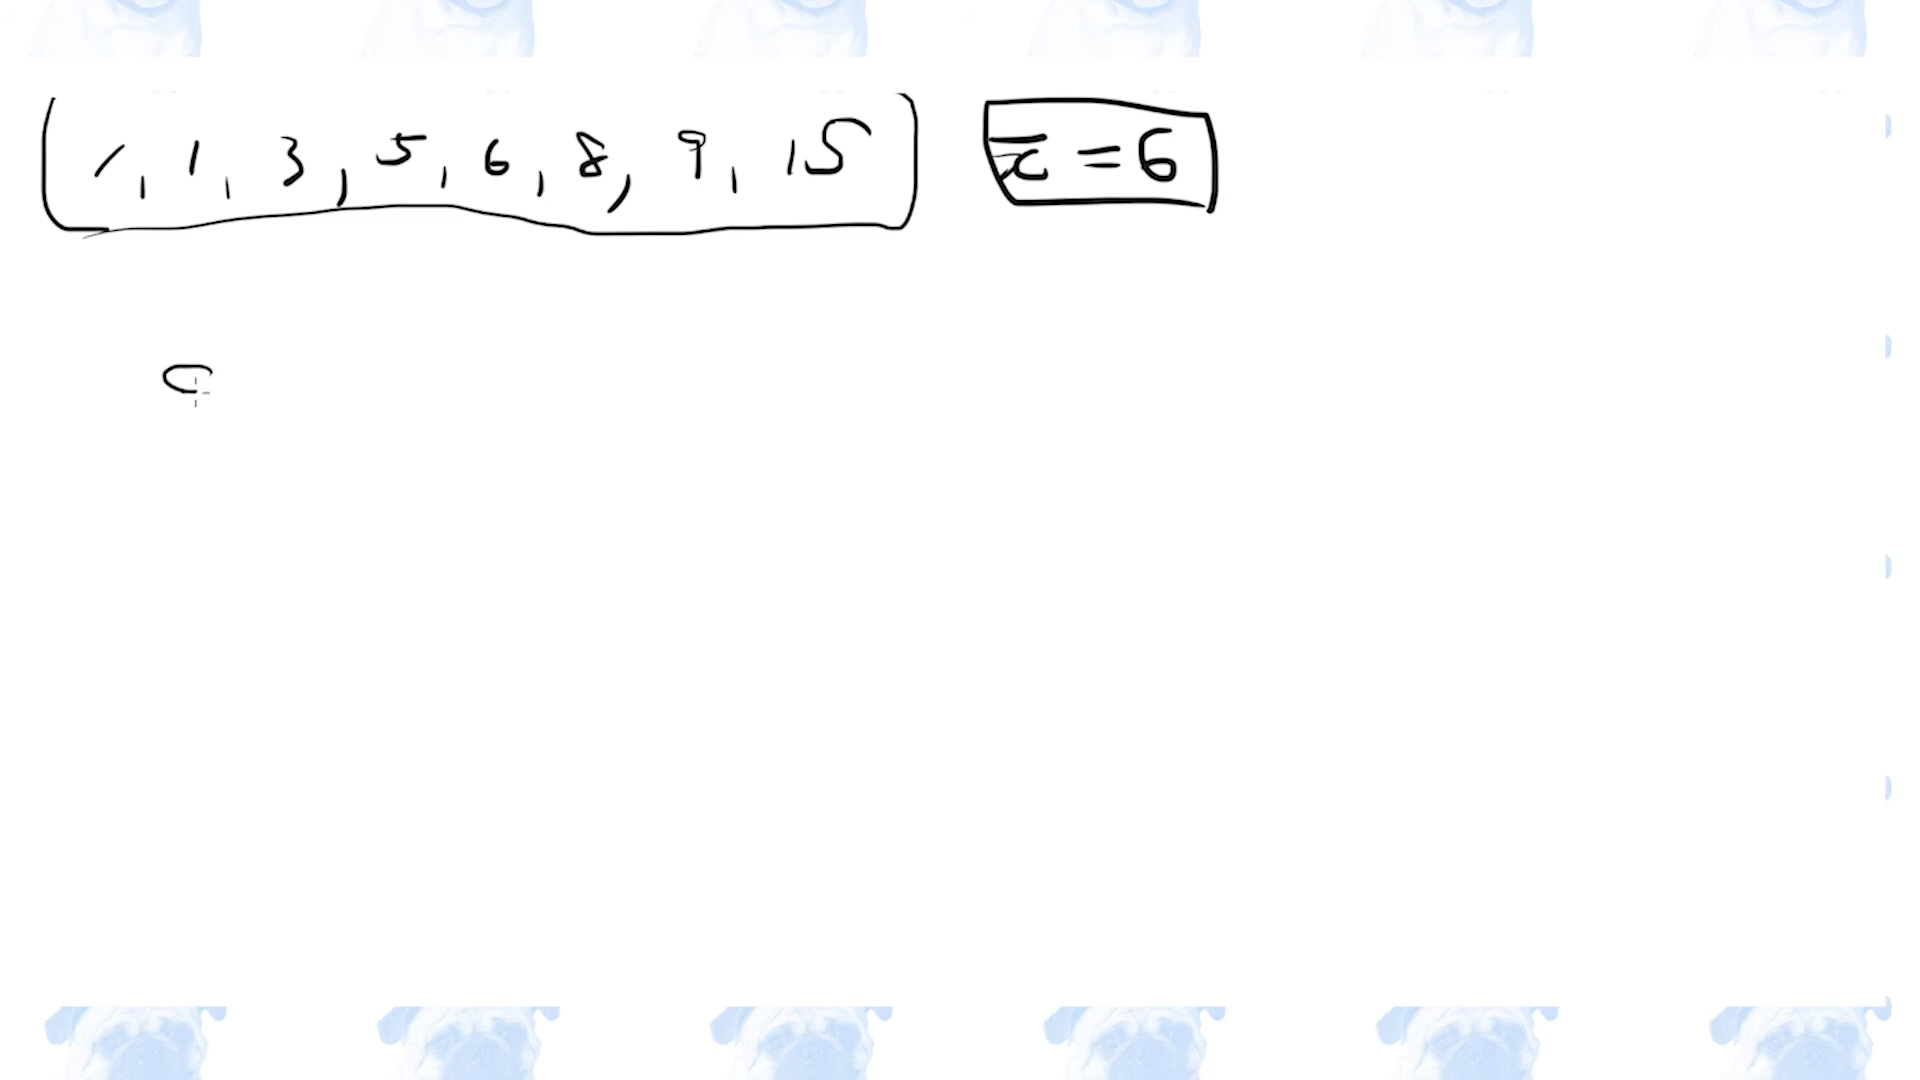 1, 1, 3, 5, 6, 8, 9, 15 x̄ = 6